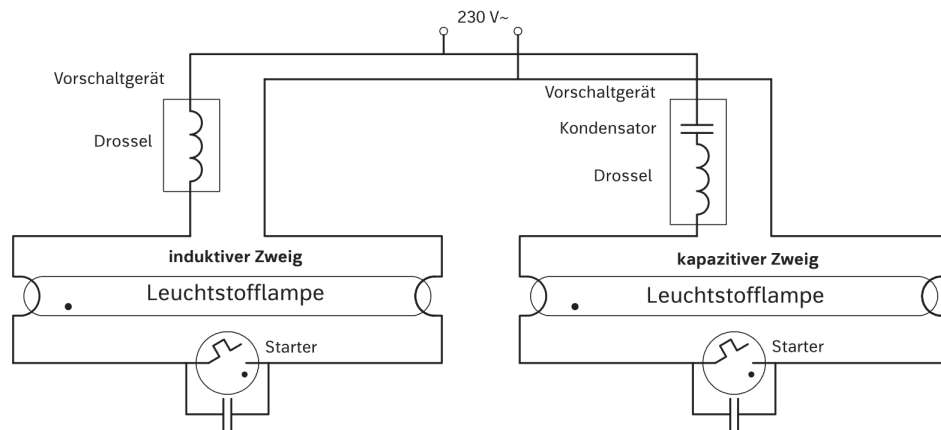 230 V~
Vorschaltgerät
Drossel
Vorschaltgerät
Kondensator
Drossel
induktiver Zweig
kapazitiver Zweig
Leuchtstofflampe
Leuchtstofflampe
Starter
Starter